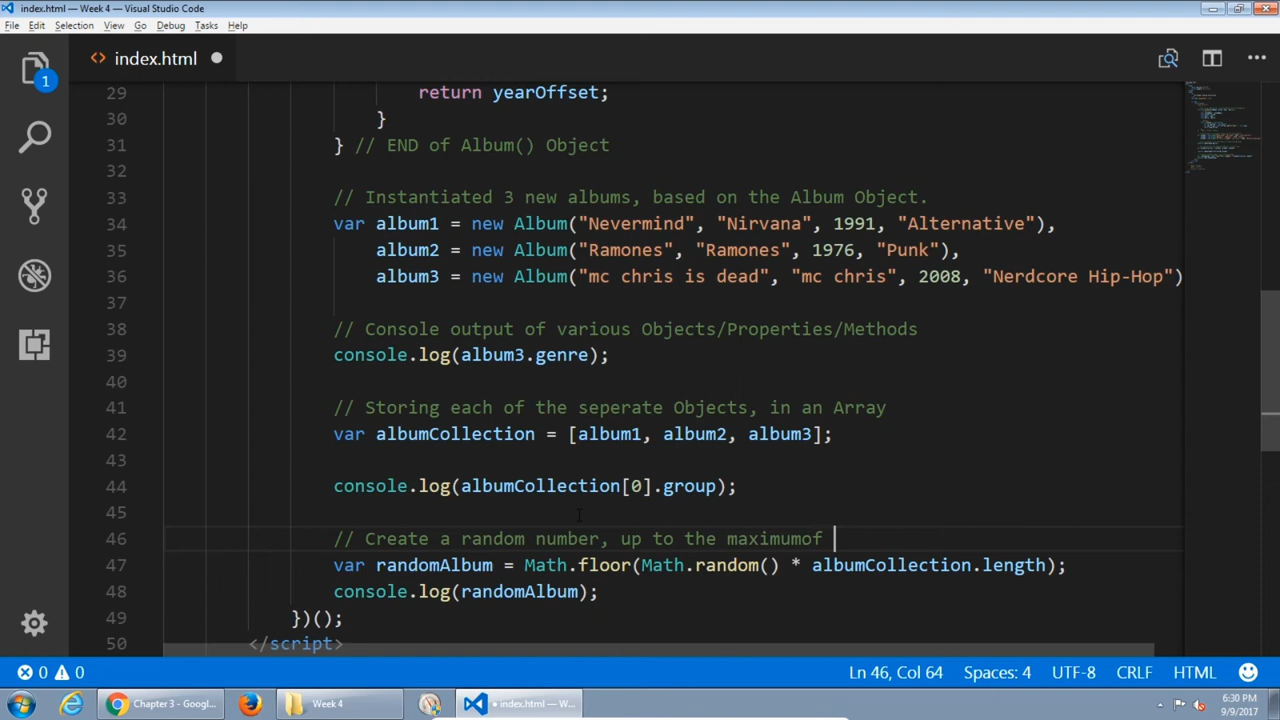 index.html — Week 4 — Visual Studio Code
File Edit Selection View Go Debug Tasks Help
1 <> index.html
29 return yearOffset;
30 }
31 } // END of Album() Object
32
33 // Instantiated 3 new albums, based on the Album Object.
34 var album1 = new Album("Nevermind", "Nirvana", 1991, "Alternative"),
35 album2 = new Album("Ramones", "Ramones", 1976, "Punk"),
36 album3 = new Album("mc chris is dead", "mc chris", 2008, "Nerdcore Hip-Hop")
37
38 // Console output of various Objects/Properties/Methods
39 console.log(album3.genre);
40
41 // Storing each of the seperate Objects, in an Array
42 var albumCollection = [album1, album2, album3];
43
44 console.log(albumCollection[0].group);
45
46 // Create a random number, up to the maximumof
47 var randomAlbum = Math.floor(Math.random() * albumCollection.length);
48 console.log(randomAlbum);
49 })();
50 </script>
0 0 Ln 46, Col 64 Spaces: 4 UTF-8 CRLF HTML
Chapter 3 - Googl... Week 4 • index.html — W... 6:30 PM
9/9/2017